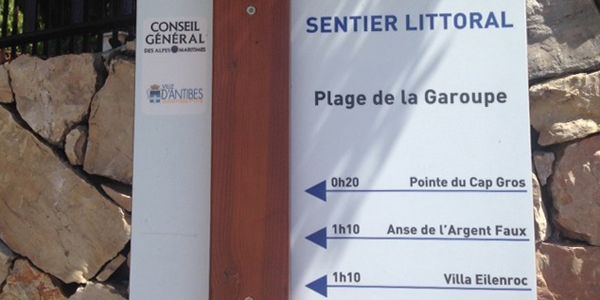 CONSEIL
GÉNÉRAL
DES ALPES-MARITIMES
VILLE
D'ANTIBES
SENTIER LITTORAL
Plage de la Garoupe
0h20 Pointe du Cap Gros
1h10 Anse de l'Argent Faux
1h10 Villa Eilenroc